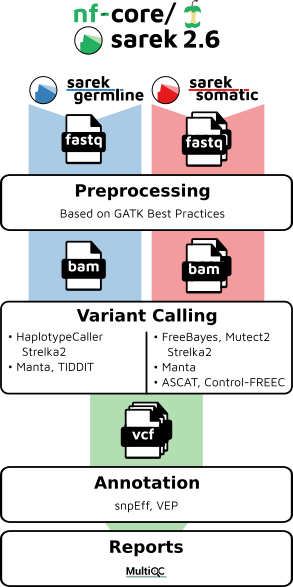 nf-core/
sarek 2.6
sarek
germline
sarek
somatic
fastq
fastq
Preprocessing
Based on GATK Best Practices
bam
bam
Variant Calling
• HaplotypeCaller
Strelka2
• Manta, TIDDIT
• FreeBayes, Mutect2
Strelka2
• Manta
• ASCAT, Control-FREEC
vcf
Annotation
snpEff, VEP
Reports
MultiQC